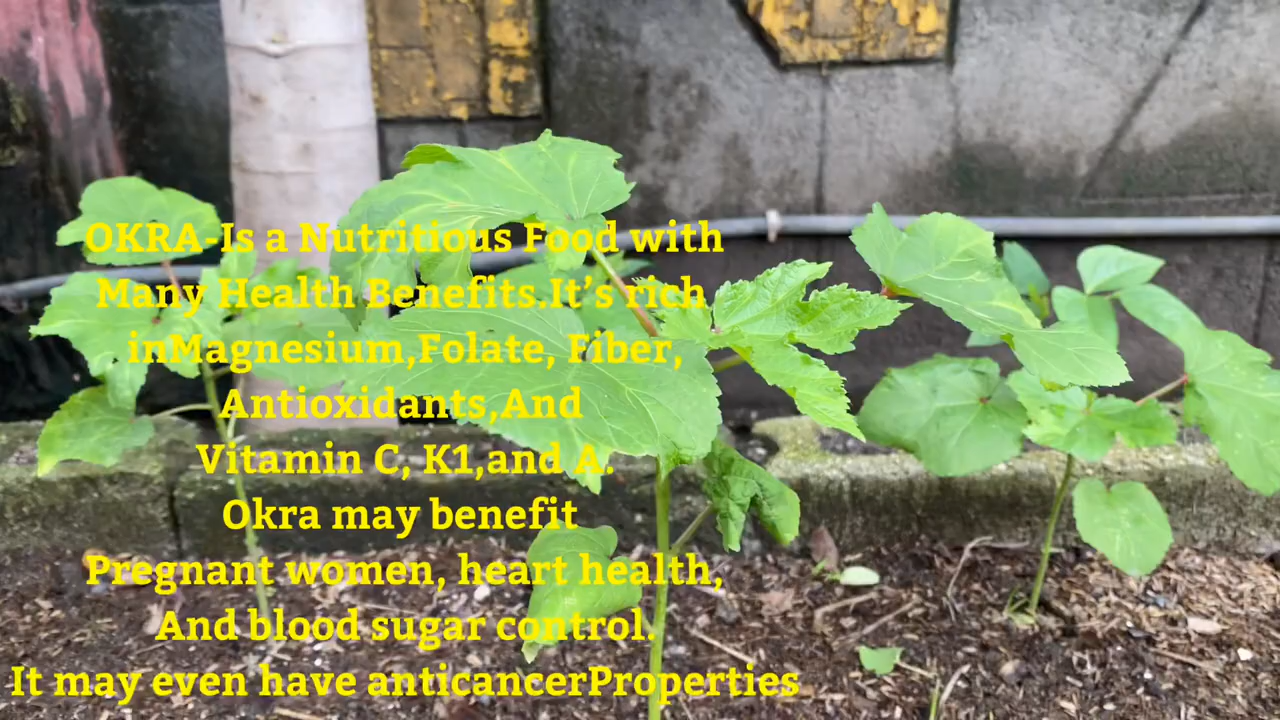 OKRA-Is a Nutritious Food with
Many Health Benefits.It's rich
inMagnesium,Folate, Fiber,
Antioxidants,And
Vitamin C, K1,and A.
Okra may benefit
Pregnant women, heart health,
And blood sugar control.
It may even have anticancerProperties